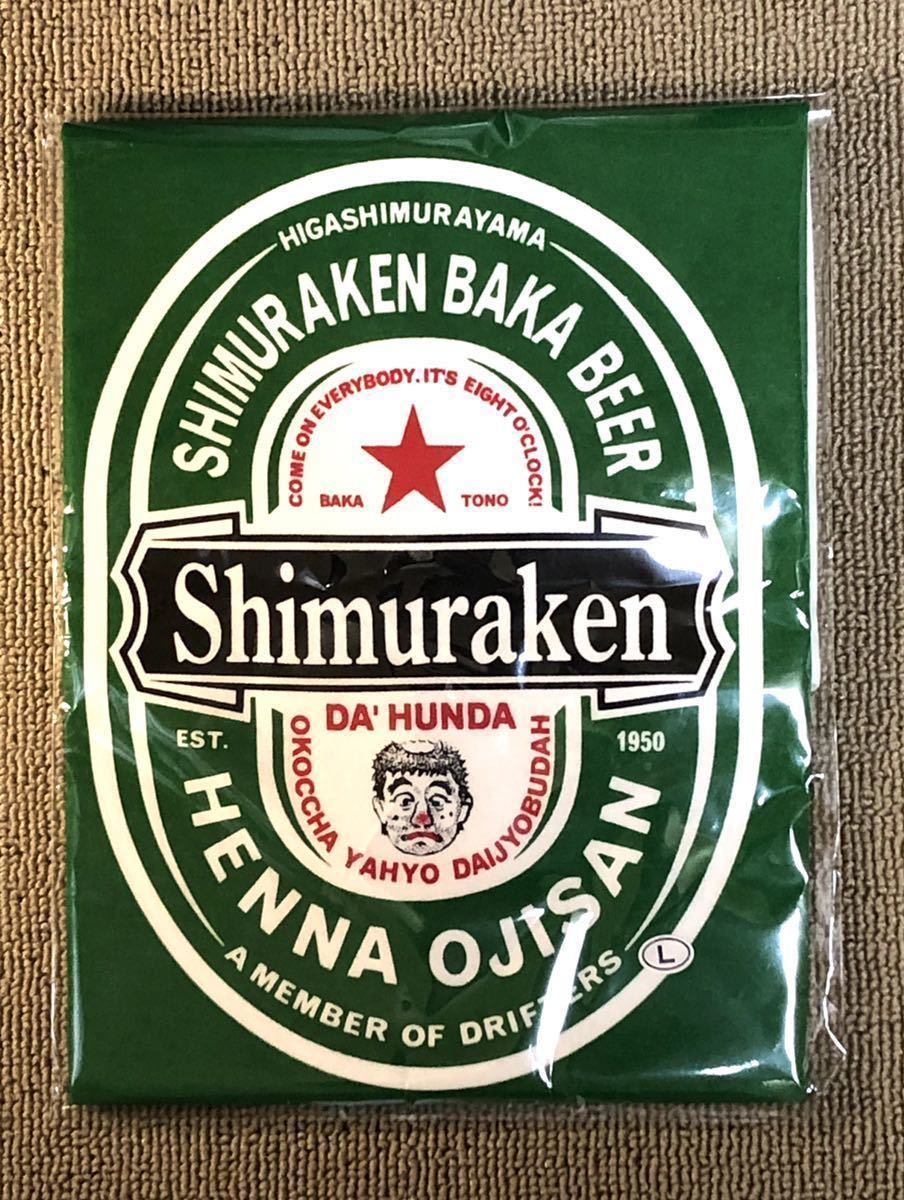 HIGASHIMURAYAMA
SHIMURAKEN BAKA BEER
COME ON EVERYBODY. IT'S EIGHT O'CLOCK!
BAKA TONO
Shimuraken
DA' HUNDA
EST. 1950
OKOCCHA YAHYO DAIJYOBUDAH
HENNA OJISAN
A MEMBER OF DRIFTERS
L